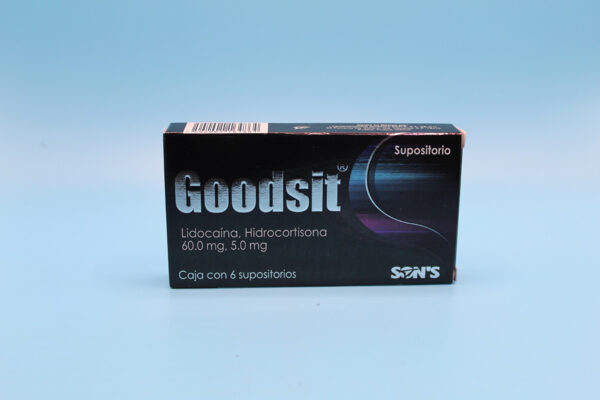 Supositorio
Goodsit®
Lidocaína, Hidrocortisona
60.0 mg, 5.0 mg
Caja con 6 supositorios
SON'S